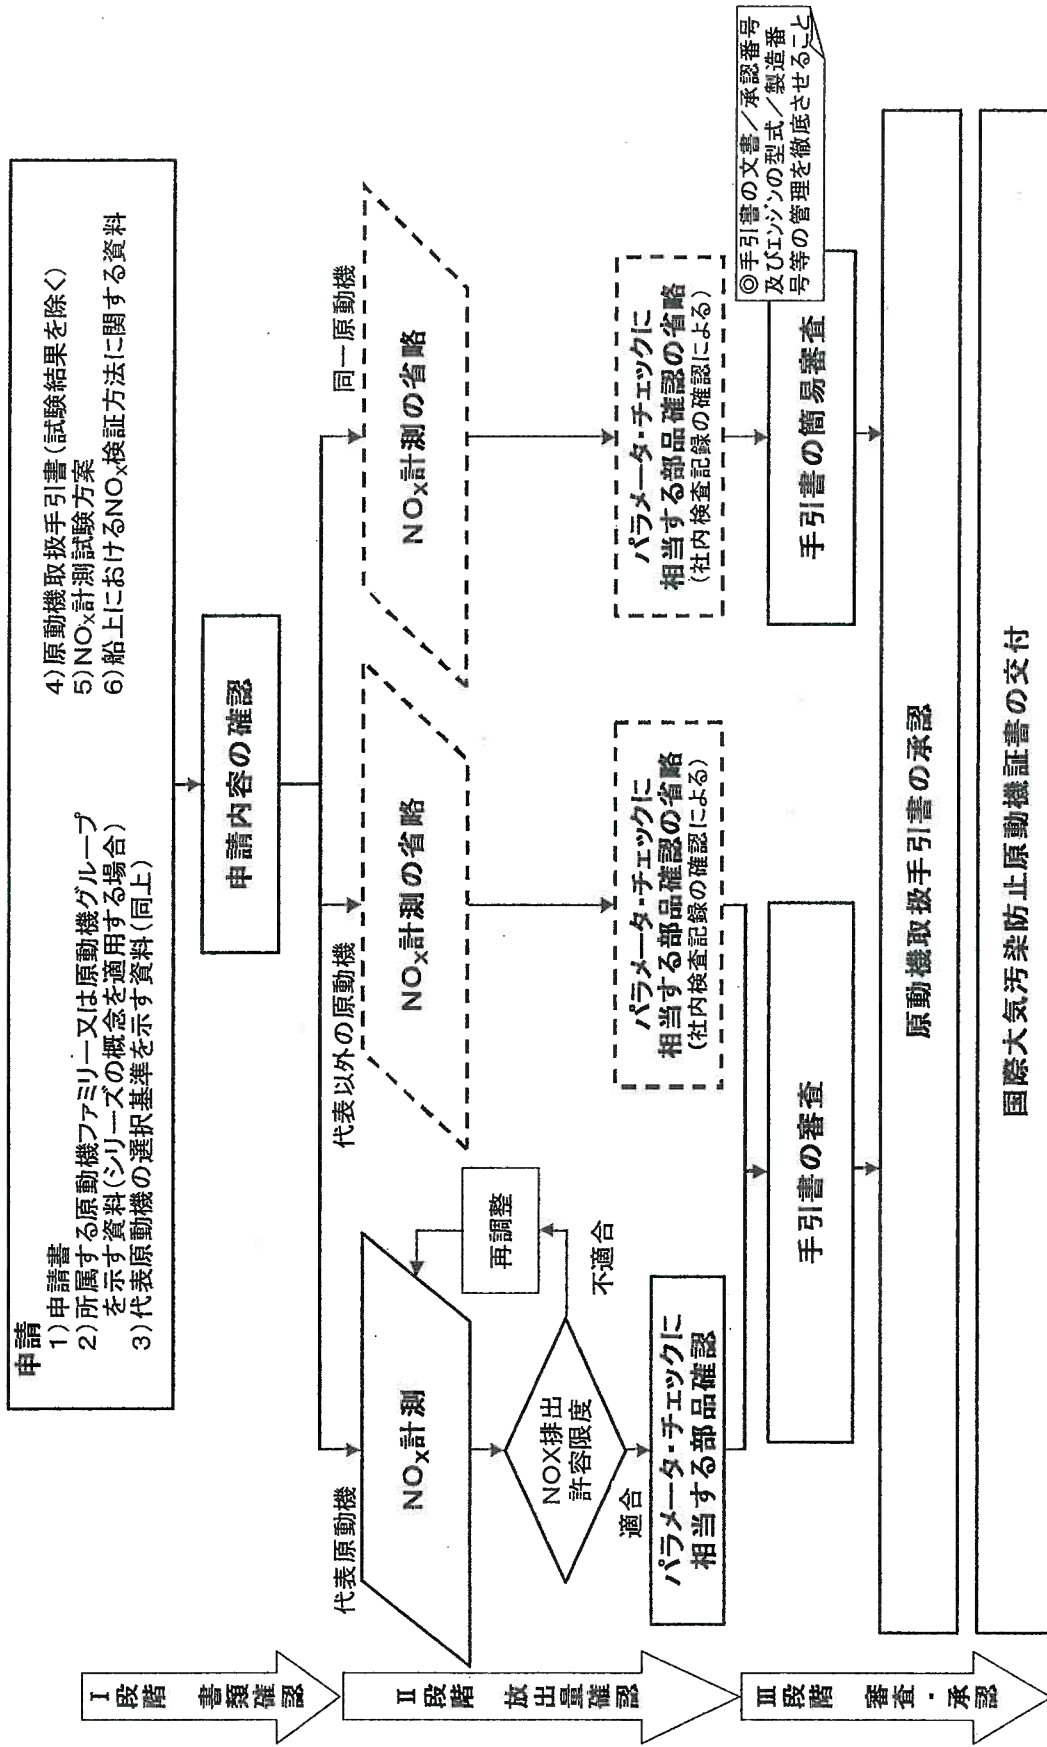 申請
1)申請書
2)所属する原動機ファミリー又は原動機グループ
を示す資料(シリーズの概念を適用する場合)
3)代表原動機の選択基準を示す資料(同上)
4)原動機取扱手引書(試験結果を除く)
5)NOx計測試験方案
6)船上におけるNOx検証方法に関する資料
申請内容の確認
代表原動機
代表以外の原動機
同一原動機
NOx計測
NOx計測の省略
NOx計測の省略
再調整
NOX排出
許容限度
不適合
適合
パラメータ・チェックに
相当する部品確認
パラメータ・チェックに
相当する部品確認の省略
(社内検査記録の確認による)
パラメータ・チェックに
相当する部品確認の省略
(社内検査記録の確認による)
手引書の審査
手引書の簡易審査
◎手引書の文書/承認番号
及びエンジンの型式/製造番
号等の管理を徹底させること
原動機取扱手引書の承認
国際大気汚染防止原動機証書の交付
Ⅰ段階 書類確認
Ⅱ段階 放出量確認
Ⅲ段階 審査・承認